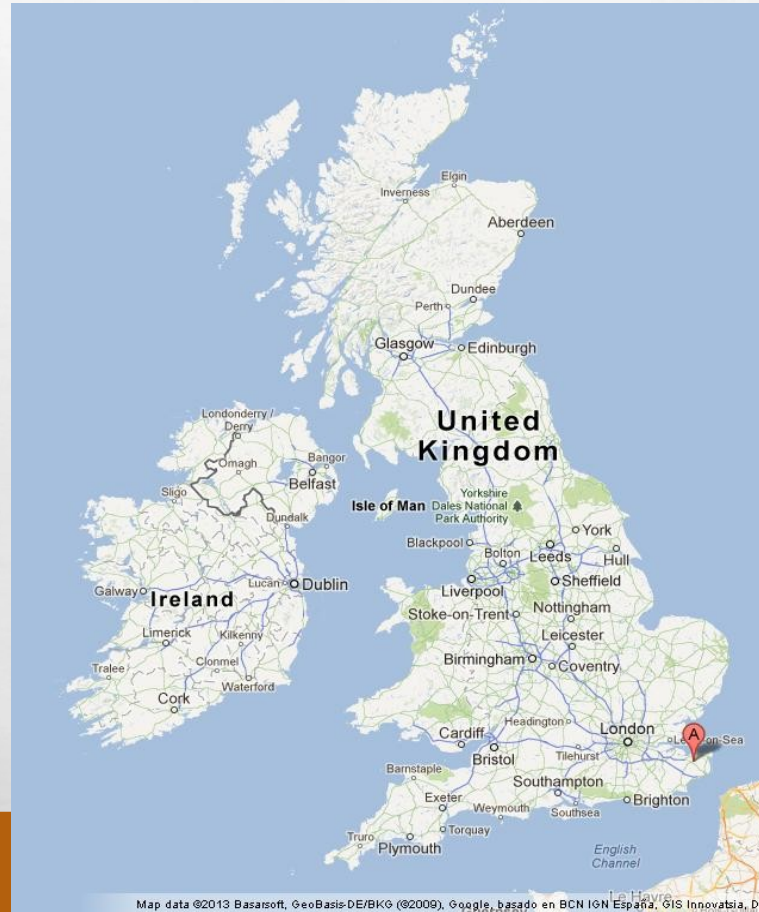 Elgin
Inverness
Aberdeen
Dundee
Perth
Glasgow
Edinburgh
United
Kingdom
Londonderry /
Derry
Omagh
Bangor
Belfast
Sligo
Isle of Man
Yorkshire
Dales National
Park Authority
Dundalk
Blackpool
York
Bolton
Leeds
Hull
Galway
Ireland
Lucan
Dublin
Liverpool
Sheffield
Stoke-on-Trent
Nottingham
Limerick
Kilkenny
Leicester
Tralee
Clonmel
Birmingham
Coventry
Waterford
Cork
Headington
London
A
Cardiff
Bristol
Tilehurst
Barnstaple
Southampton
Exeter
Weymouth
Southsea
Brighton
Truro
Torquay
Plymouth
English
Channel
Le Havre
Map data ©2013 Basarsoft, GeoBasis-DE/BKG (©2009), Google, basado en BCN IGN España, GIS Innovatsia, D